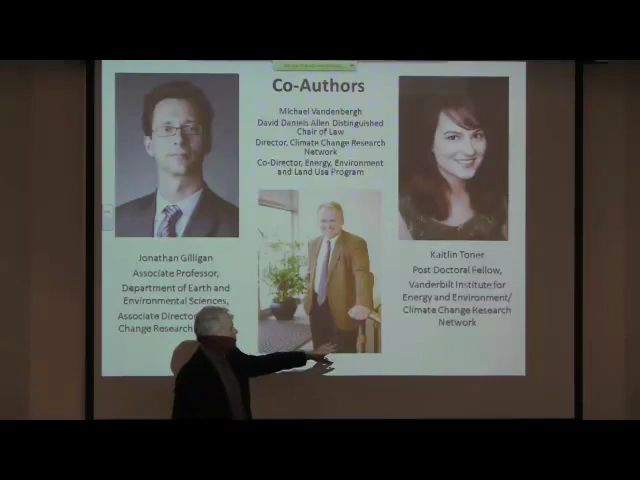 Co-Authors
Michael Vandenbergh
David Daniels Allen Distinguished
Chair of Law
Director, Climate Change Research
Network
Co-Director, Energy, Environment
and Land Use Program
Jonathan Gilligan
Associate Professor,
Department of Earth and
Environmental Sciences,
Associate Director
Change Research
Kaitlin Toner
Post Doctoral Fellow,
Vanderbilt Institute for
Energy and Environment/
Climate Change Research
Network